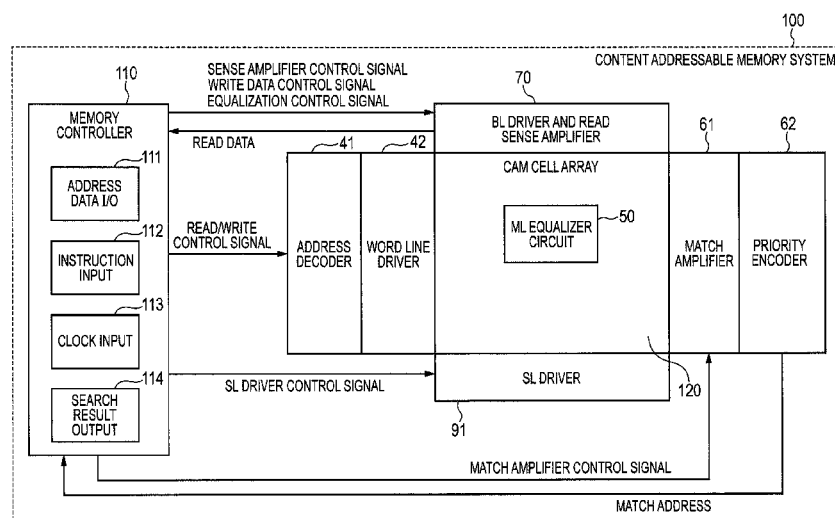 100
CONTENT ADDRESSABLE MEMORY SYSTEM
110
MEMORY
CONTROLLER
SENSE AMPLIFIER CONTROL SIGNAL
WRITE DATA CONTROL SIGNAL
EQUALIZATION CONTROL SIGNAL
READ DATA
70
BL DRIVER AND READ
SENSE AMPLIFIER
41
42
61
62
111
ADDRESS
DATA I/O
112
INSTRUCTION
INPUT
113
CLOCK INPUT
114
SEARCH
RESULT
OUTPUT
READ/WRITE
CONTROL SIGNAL
ADDRESS
DECODER
WORD LINE
DRIVER
CAM CELL ARRAY
ML EQUALIZER
CIRCUIT
50
MATCH
AMPLIFIER
PRIORITY
ENCODER
SL DRIVER CONTROL SIGNAL
SL DRIVER
120
91
MATCH AMPLIFIER CONTROL SIGNAL
MATCH ADDRESS